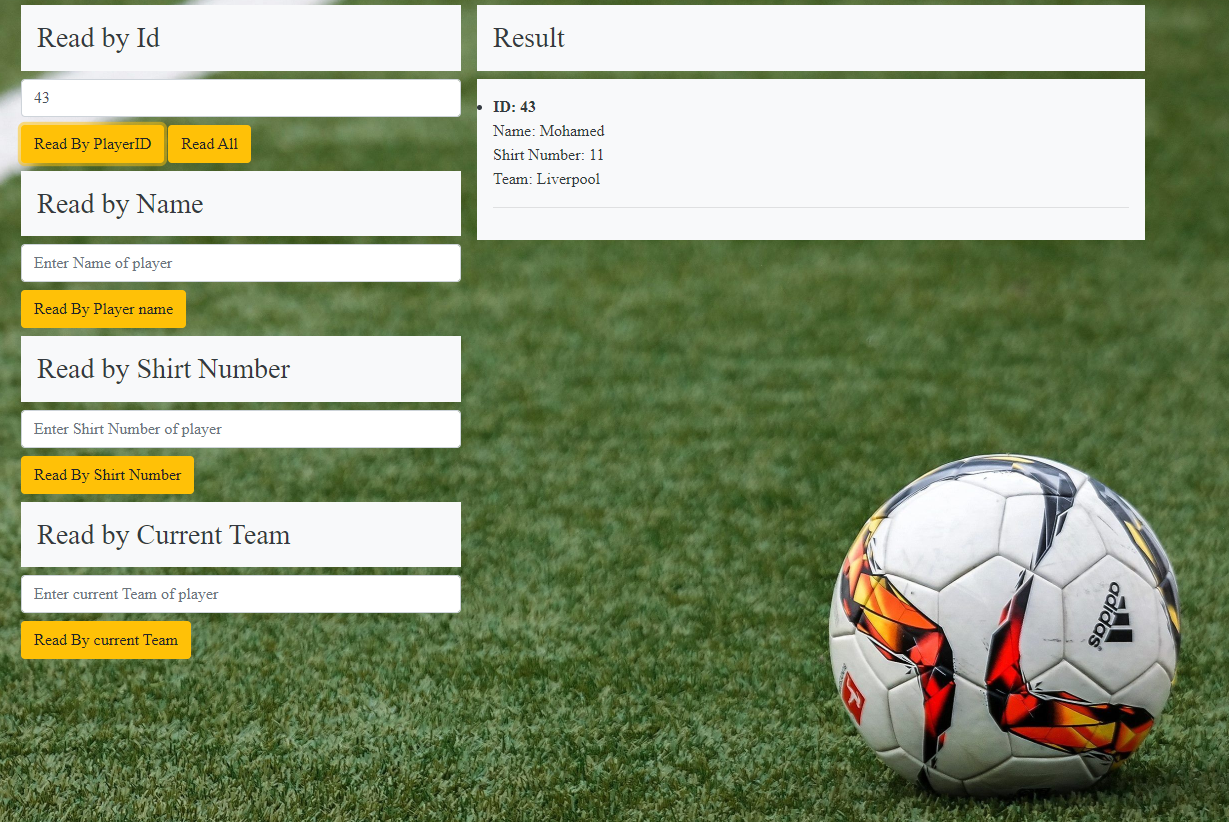 Read by Id
43
Read By PlayerID
Read All
Read by Name
Enter Name of player
Read By Player name
Read by Shirt Number
Enter Shirt Number of player
Read By Shirt Number
Read by Current Team
Enter current Team of player
Read By current Team
Result
ID: 43
Name: Mohamed
Shirt Number: 11
Team: Liverpool
adidas